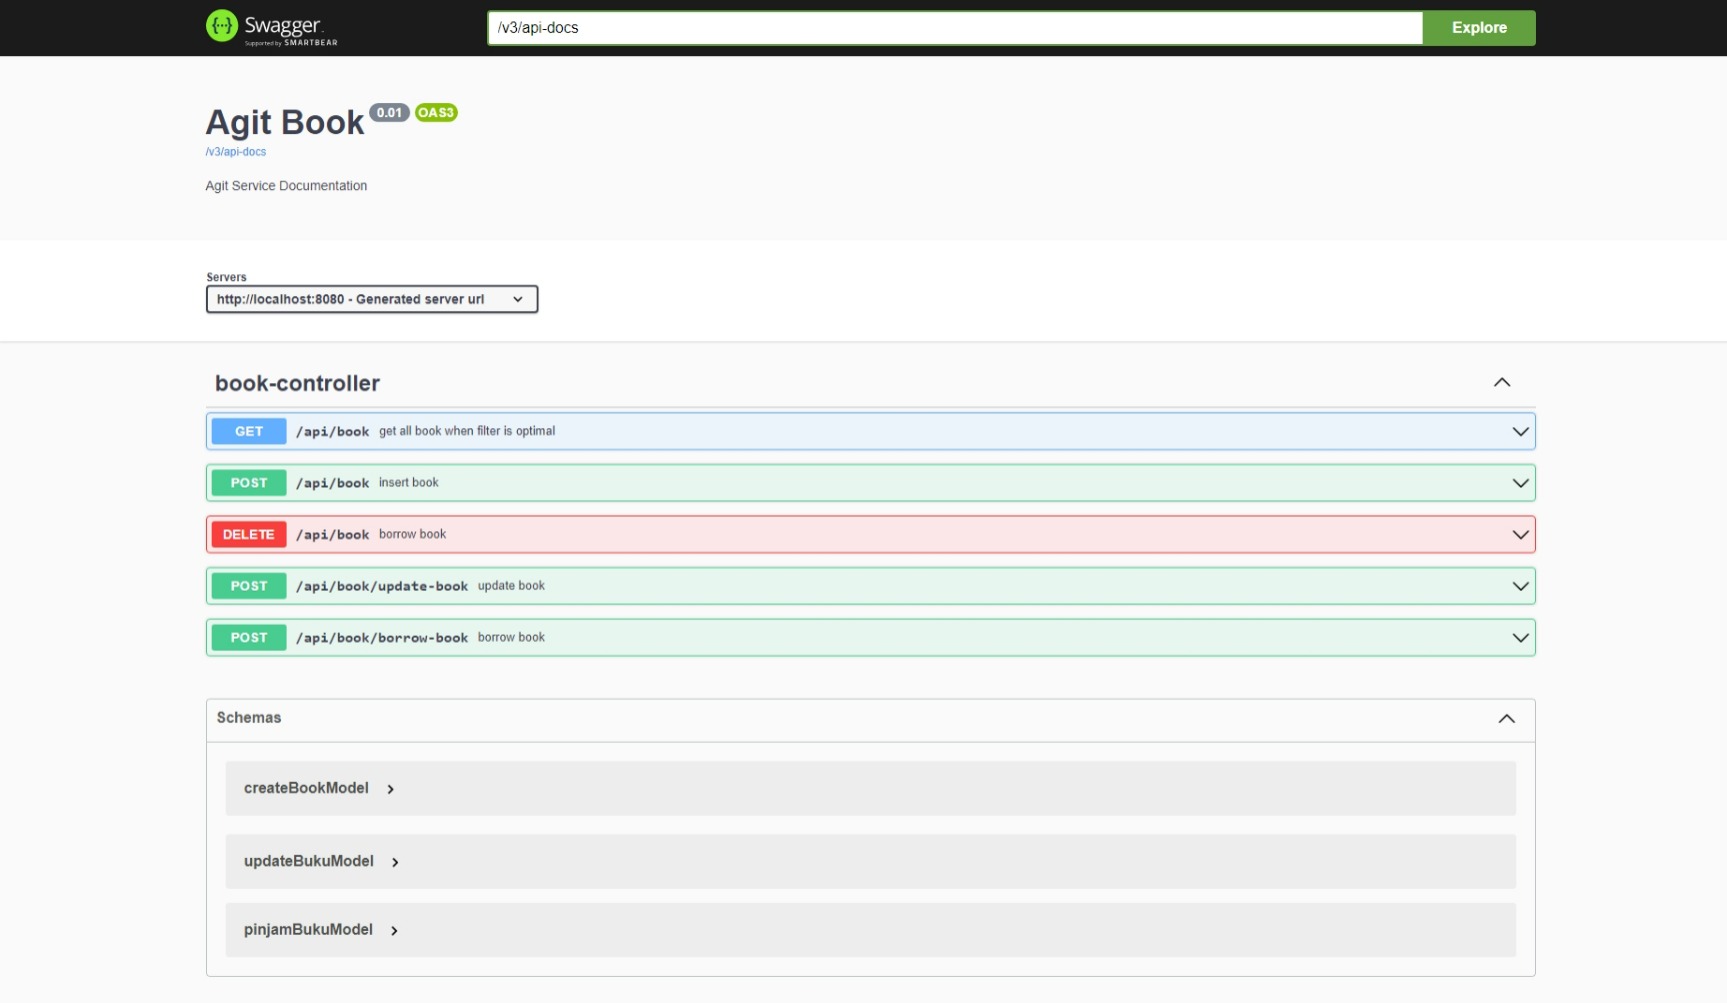 Swagger.
Supported by SMARTBEAR
/v3/api-docs
Explore
Agit Book 0.01 OAS3
/v3/api-docs
Agit Service Documentation
Servers
http://localhost:8080 - Generated server url
book-controller
GET /api/book get all book when filter is optimal
POST /api/book insert book
DELETE /api/book borrow book
POST /api/book/update-book update book
POST /api/book/borrow-book borrow book
Schemas
createBookModel
updateBukuModel
pinjamBukuModel